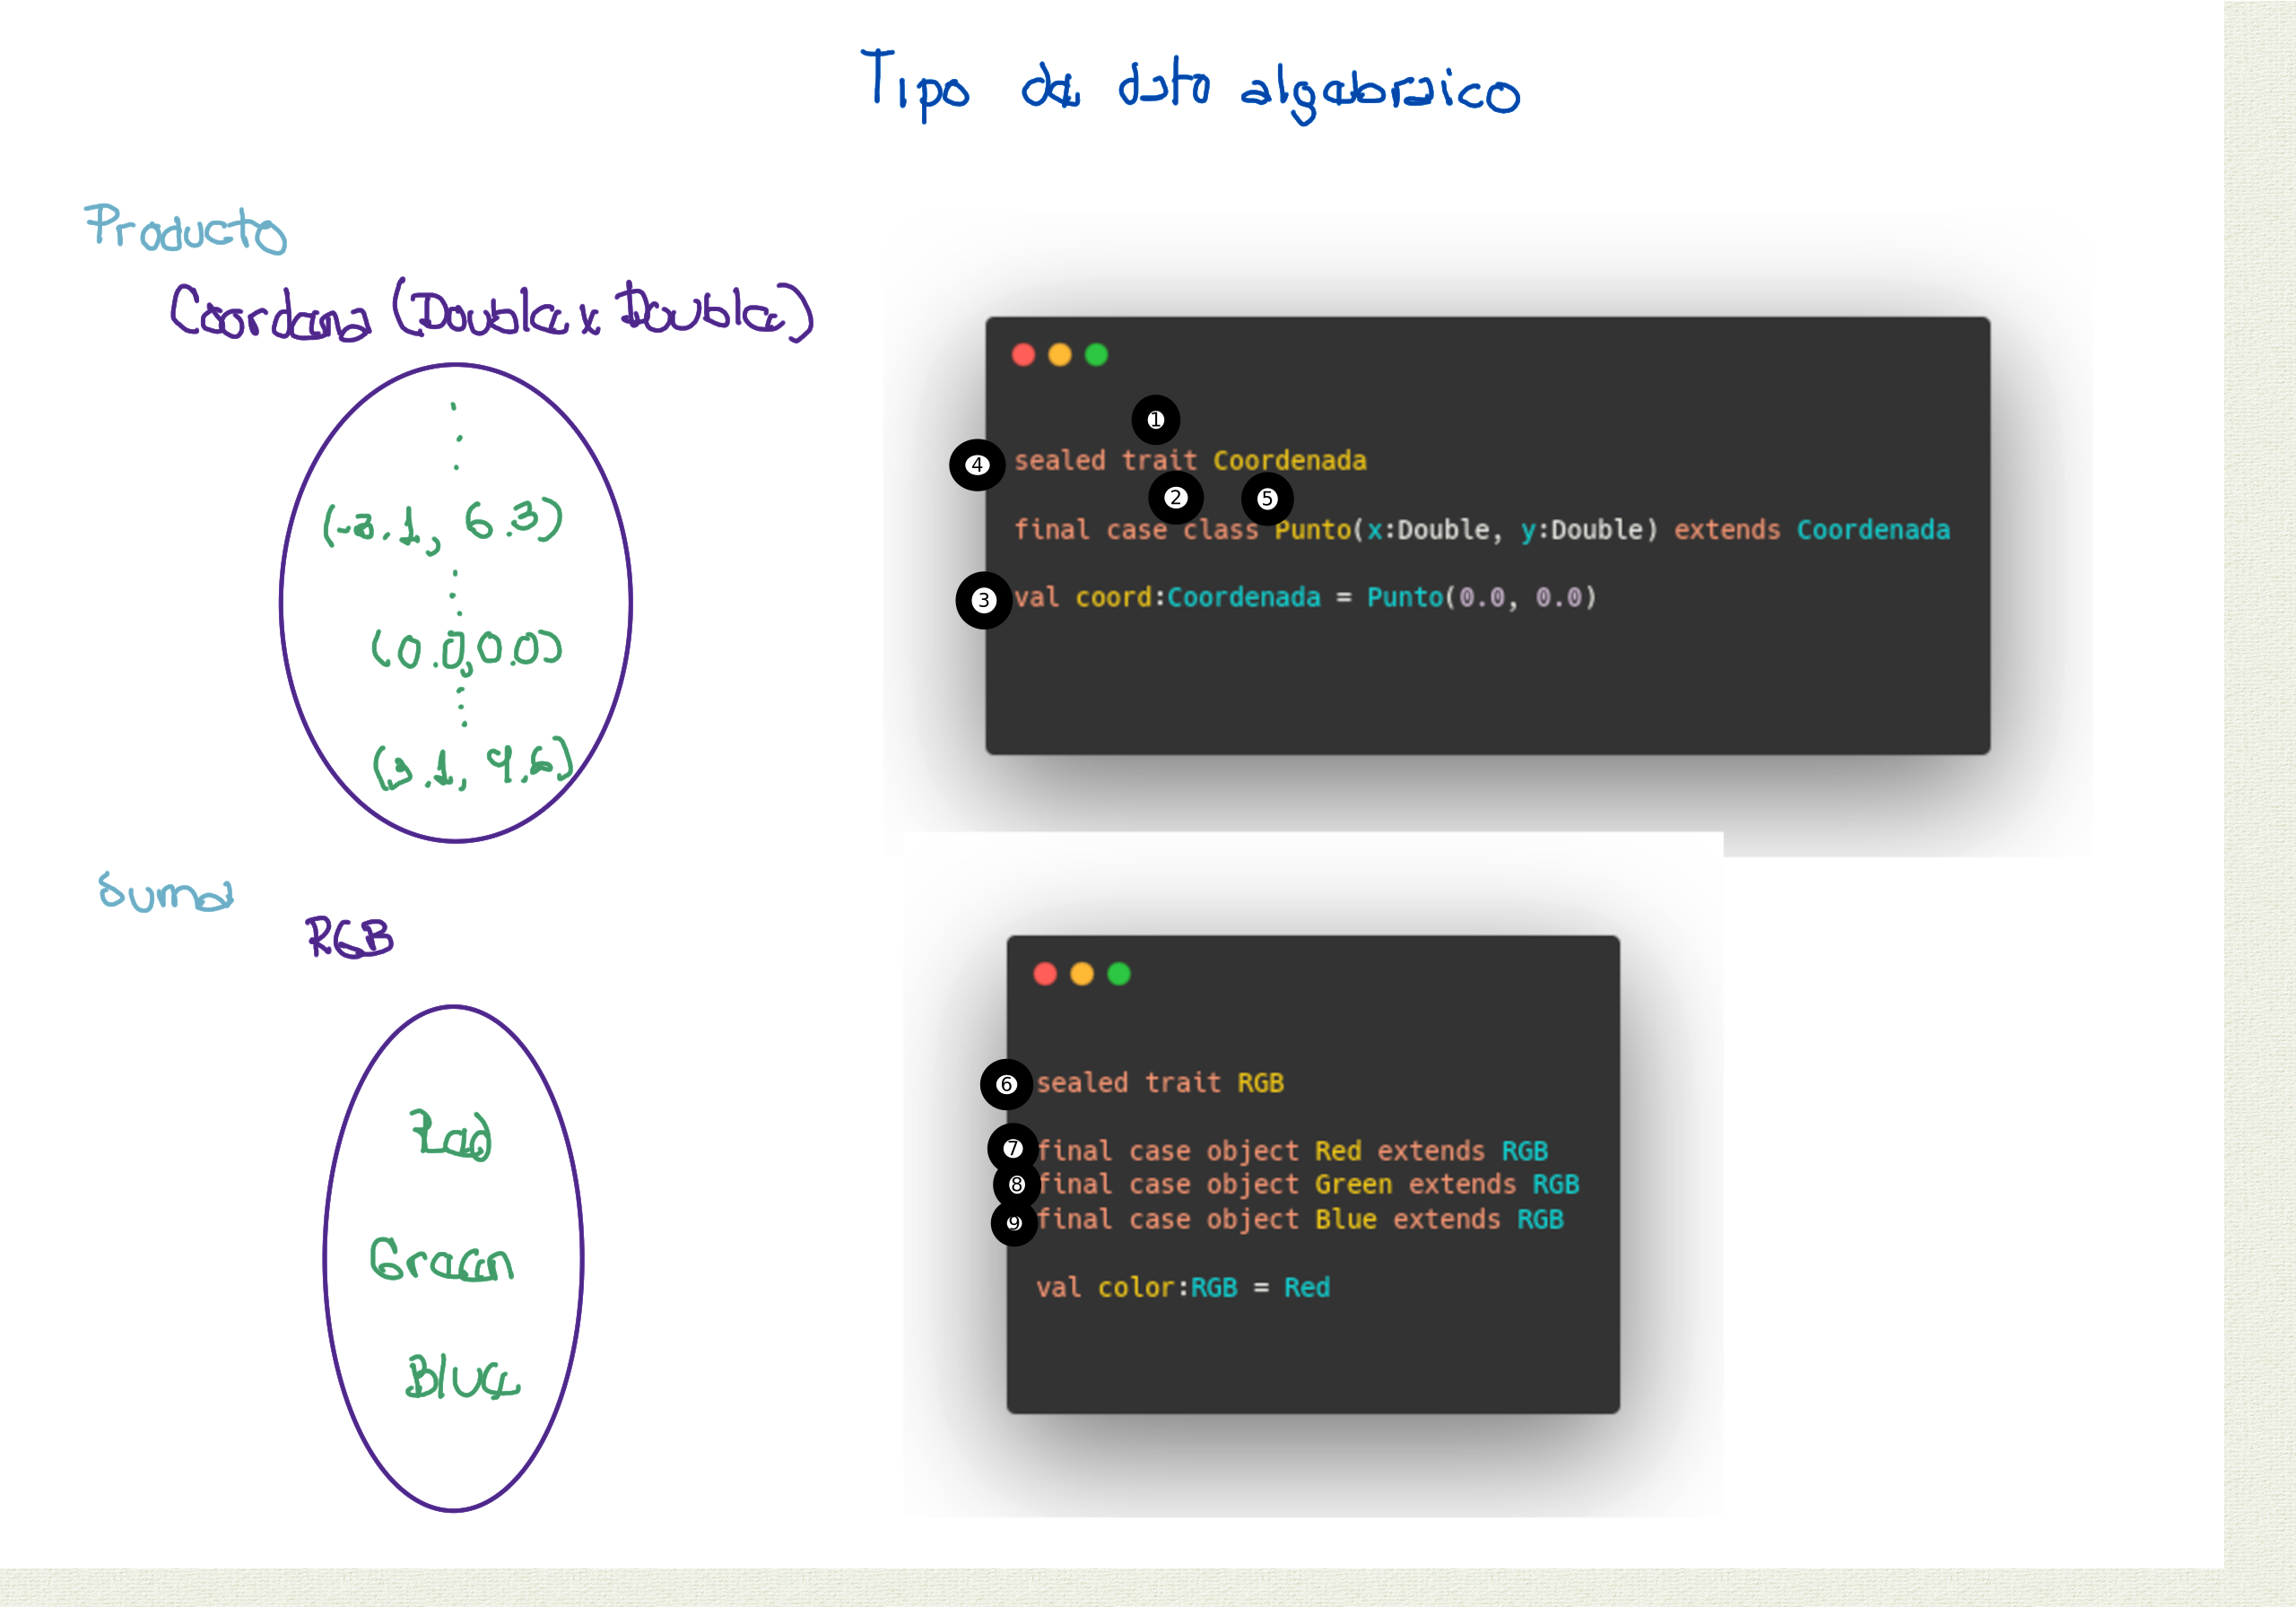 Tipo de dato algebraico
Producto
Coordena (Double x Double)
(-3.1, 6.3)
(0.0, 0.0)
(3.1, 9.6)
1
4 sealed trait Coordenada
2 5
final case class Punto(x:Double, y:Double) extends Coordenada
3 val coord:Coordenada = Punto(0.0, 0.0)
Suma
RGB
Red
Green
Blue
6 sealed trait RGB
7 final case object Red extends RGB
8 final case object Green extends RGB
9 final case object Blue extends RGB
val color:RGB = Red